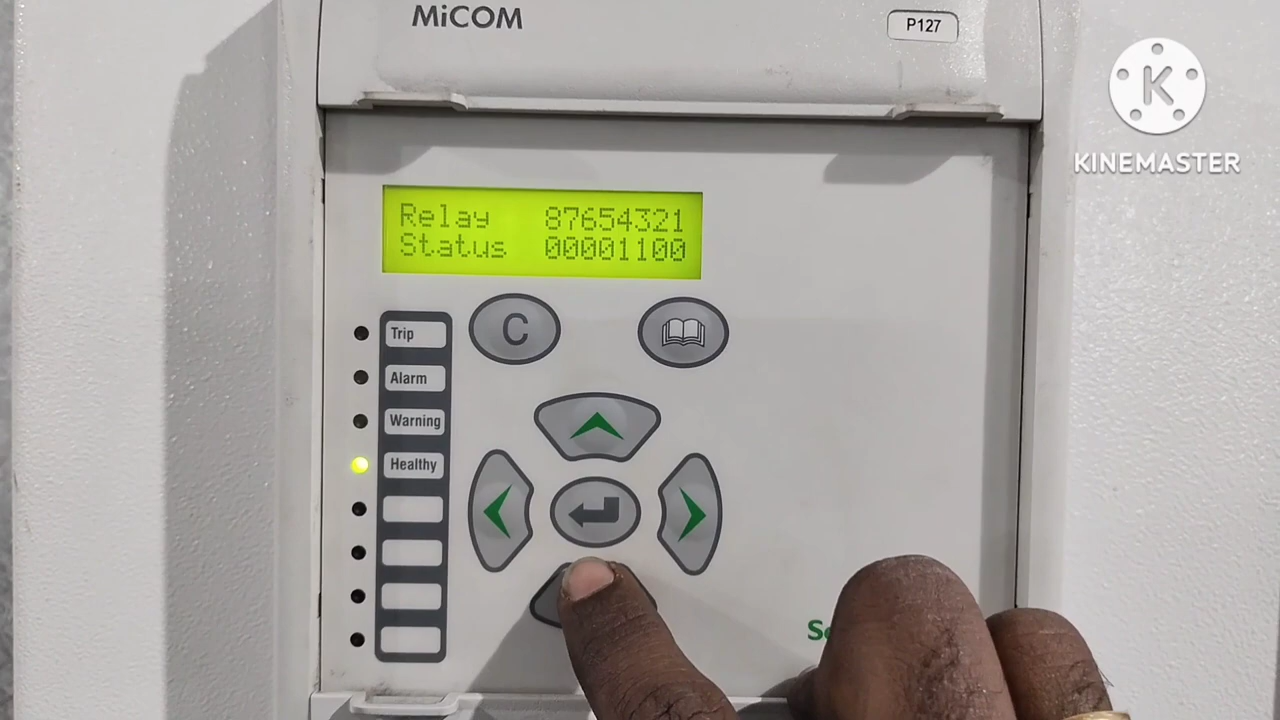 MiCOM
P127
K
KINEMASTER
Relay 87654321
Status 00001100
C
Trip
Alarm
Warning
Healthy